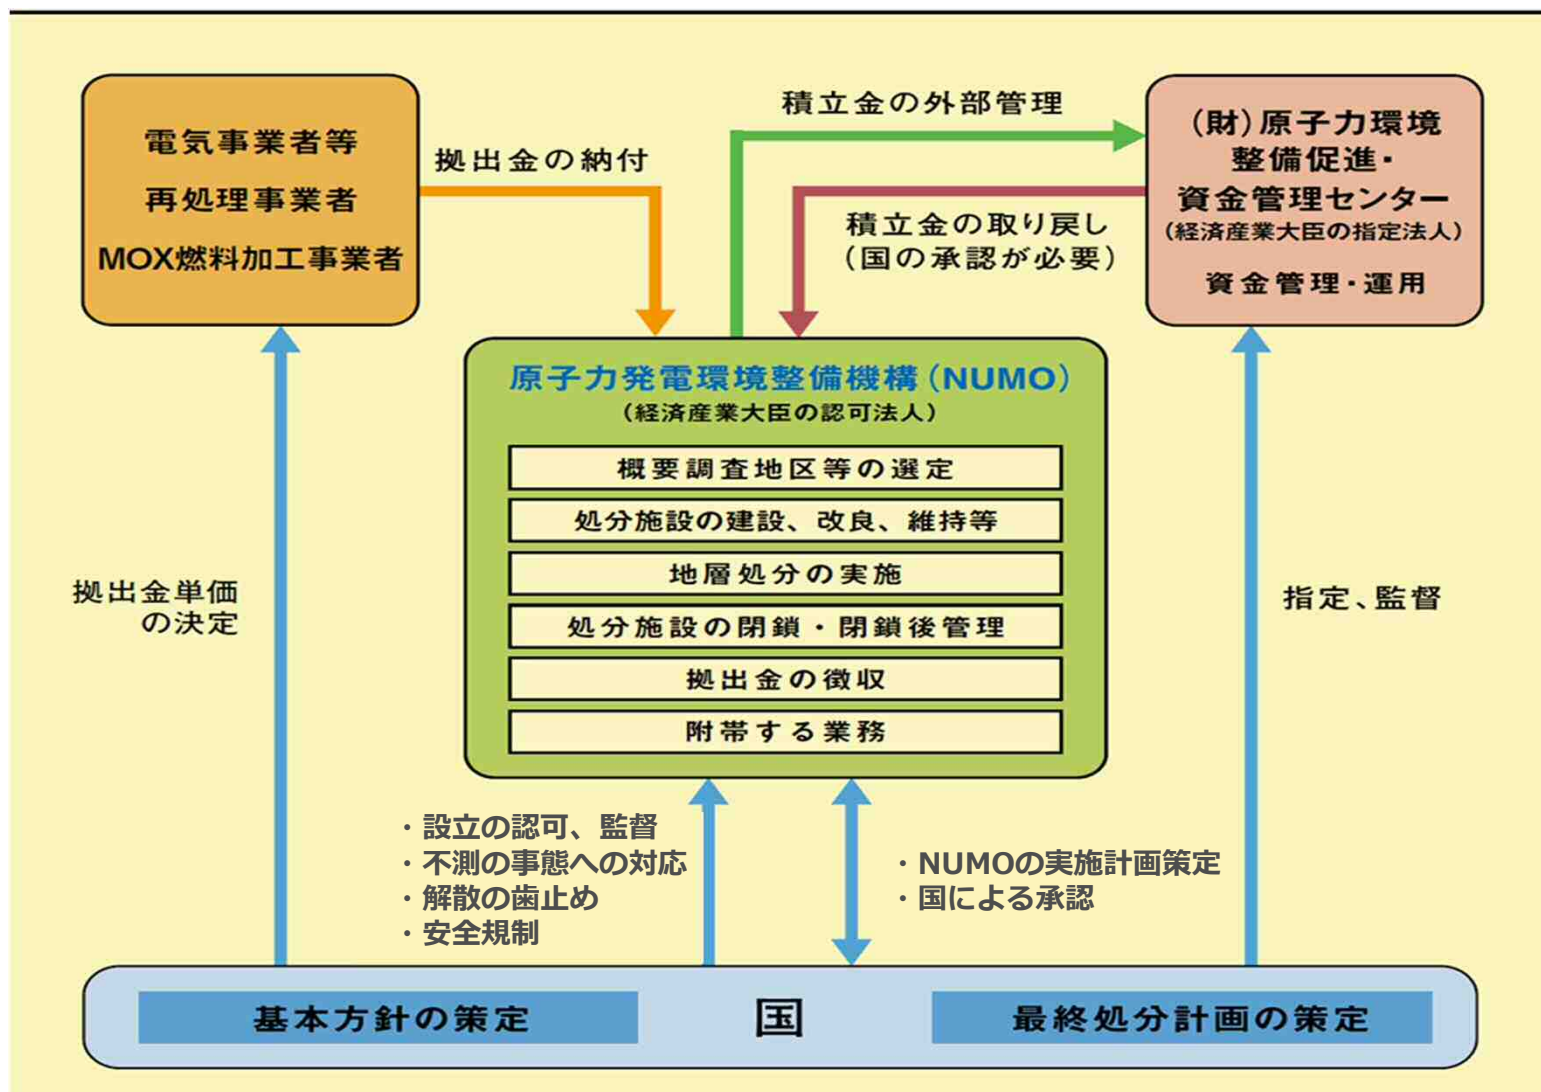 電気事業者等
再処理事業者
MOX燃料加工事業者
拠出金の納付
積立金の外部管理
積立金の取り戻し
(国の承認が必要)
(財)原子力環境
整備促進・
資金管理センター
(経済産業大臣の指定法人)
資金管理・運用
原子力発電環境整備機構(NUMO)
(経済産業大臣の認可法人)
概要調査地区等の選定
処分施設の建設、改良、維持等
地層処分の実施
処分施設の閉鎖・閉鎖後管理
拠出金の徴収
附帯する業務
拠出金単価
の決定
指定、監督
・設立の認可、監督
・不測の事態への対応
・解散の歯止め
・安全規制
・NUMOの実施計画策定
・国による承認
基本方針の策定
国
最終処分計画の策定